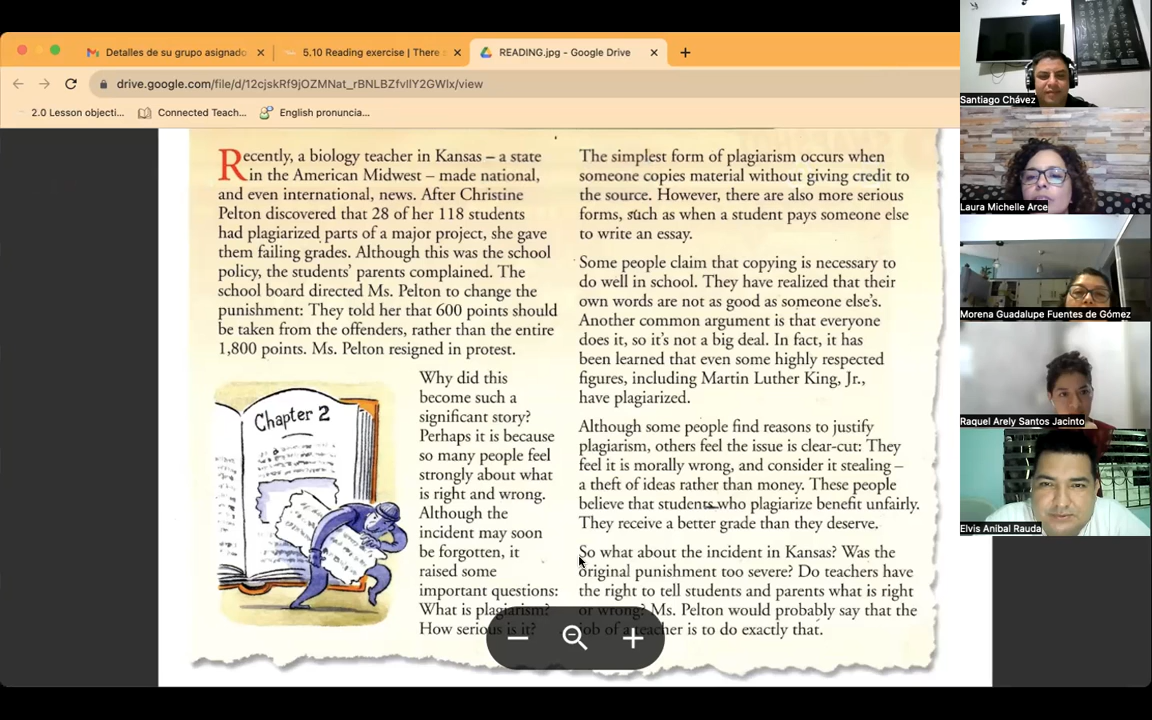 Detalles de su grupo asignado
5.10 Reading exercise | There
READING.jpg - Google Drive
drive.google.com/file/d/12cjskRf9jOZMNat_rBNLBZfvIlY2GWlx/view
2.0 Lesson objecti...
Connected Teach...
English pronuncia...
Recently, a biology teacher in Kansas – a state
in the American Midwest – made national,
and even international, news. After Christine
Pelton discovered that 28 of her 118 students
had plagiarized parts of a major project, she gave
them failing grades. Although this was the school
policy, the students' parents complained. The
school board directed Ms. Pelton to change the
punishment: They told her that 600 points should
be taken from the offenders, rather than the entire
1,800 points. Ms. Pelton resigned in protest.
Chapter 2
Why did this
become such a
significant story?
Perhaps it is because
so many people feel
strongly about what
is right and wrong.
Although the
incident may soon
be forgotten, it
raised some
important questions:
What is plagiarism?
How serious is it?
The simplest form of plagiarism occurs when
someone copies material without giving credit to
the source. However, there are also more serious
forms, such as when a student pays someone else
to write an essay.
Some people claim that copying is necessary to
do well in school. They have realized that their
own words are not as good as someone else's.
Another common argument is that everyone
does it, so it's not a big deal. In fact, it has
been learned that even some highly respected
figures, including Martin Luther King, Jr.,
have plagiarized.
Although some people find reasons to justify
plagiarism, others feel the issue is clear-cut: They
feel it is morally wrong, and consider it stealing –
a theft of ideas rather than money. These people
believe that students who plagiarize benefit unfairly.
They receive a better grade than they deserve.
So what about the incident in Kansas? Was the
original punishment too severe? Do teachers have
the right to tell students and parents what is right
or wrong? Ms. Pelton would probably say that the
job of a teacher is to do exactly that.
Santiago Chávez
Laura Michelle Arce
Morena Guadalupe Fuentes de Gómez
Raquel Arely Santos Jacinto
Elvis Anibal Rauda